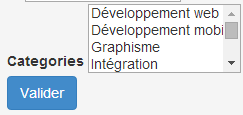 Développement web
Développement mobi
Graphisme
Intégration
Categories
Valider